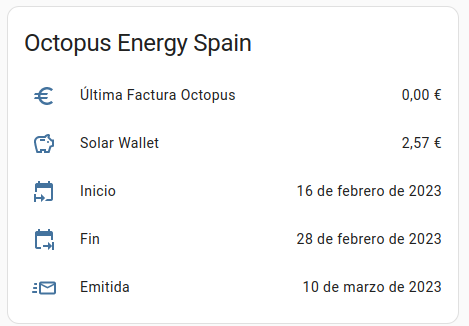 Octopus Energy Spain
Última Factura Octopus 0,00 €
Solar Wallet 2,57 €
Inicio 16 de febrero de 2023
Fin 28 de febrero de 2023
Emitida 10 de marzo de 2023